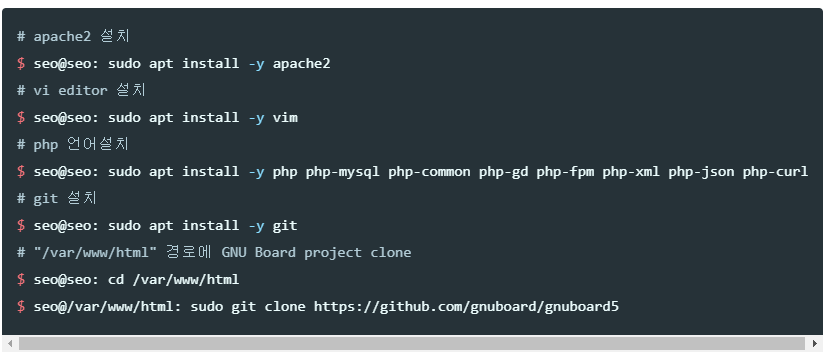 # apache2 설치
$ seo@seo: sudo apt install -y apache2
# vi editor 설치
$ seo@seo: sudo apt install -y vim
# php 언어설치
$ seo@seo: sudo apt install -y php php-mysql php-common php-gd php-fpm php-xml php-json php-curl
# git 설치
$ seo@seo: sudo apt install -y git
# "/var/www/html" 경로에 GNU Board project clone
$ seo@seo: cd /var/www/html
$ seo@/var/www/html: sudo git clone https://github.com/gnuboard/gnuboard5